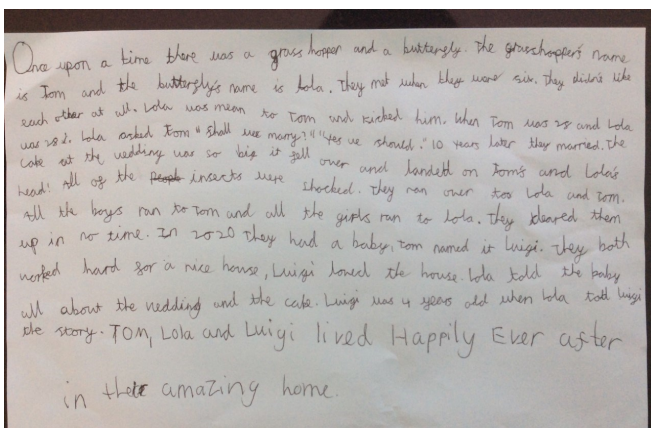 Once upon a time there was a grasshopper and a butterfly. The grasshopper's name
is Tom and the butterfly's name is Lola. They met when they were six. They didn't like
each other at all. Lola was mean to Tom and kicked him. When Tom was 28 and Lola
was 28. Lola asked Tom "Shall we marry?" "Yes we should." 10 years later they married. The
cake at the wedding was so big it fell over and landed on Tom's and Lola's
head! All of the insects were shocked. They ran over too Lola and Tom.
All the boys ran to Tom and all the girls ran to Lola. They cleared them
up in no time. In 2020 They had a baby, Tom named it Luigi. They both
worked hard for a nice house, Luigi loved the house. Lola told the baby
all about the wedding and the cake. Luigi was 4 years old when Lola told luigi
the story. Tom, Lola and Luigi lived Happily Ever after
in amazing home.